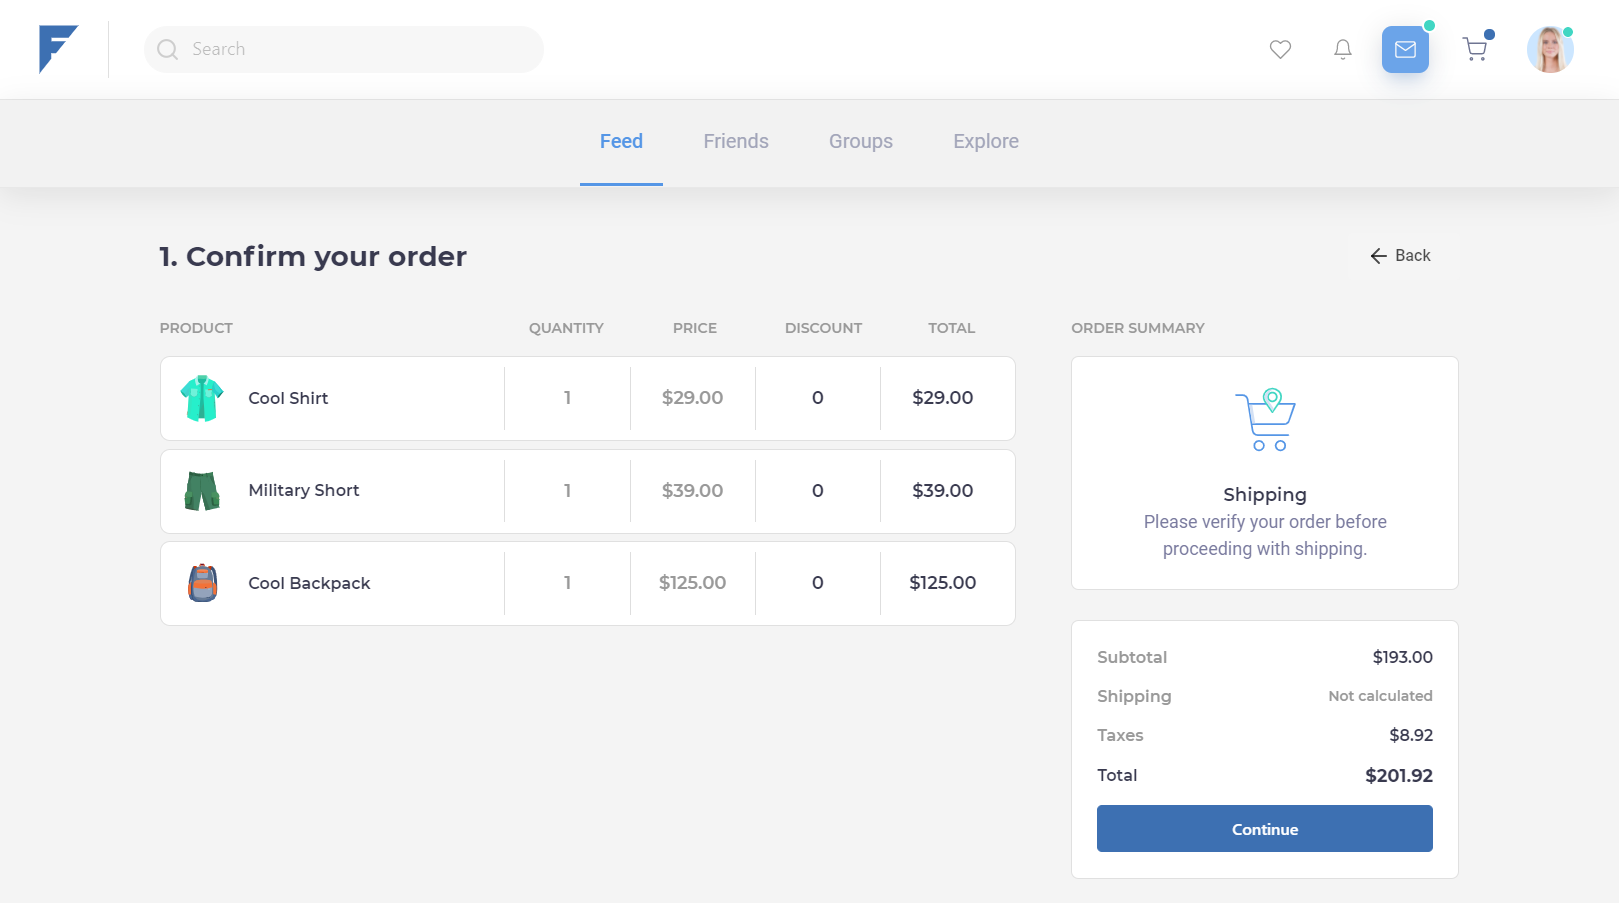 Search
Feed
Friends
Groups
Explore
1. Confirm your order
Back
PRODUCT QUANTITY PRICE DISCOUNT TOTAL
Cool Shirt 1 $29.00 0 $29.00
Military Short 1 $39.00 0 $39.00
Cool Backpack 1 $125.00 0 $125.00
ORDER SUMMARY
Shipping
Please verify your order before
proceeding with shipping.
Subtotal $193.00
Shipping Not calculated
Taxes $8.92
Total $201.92
Continue